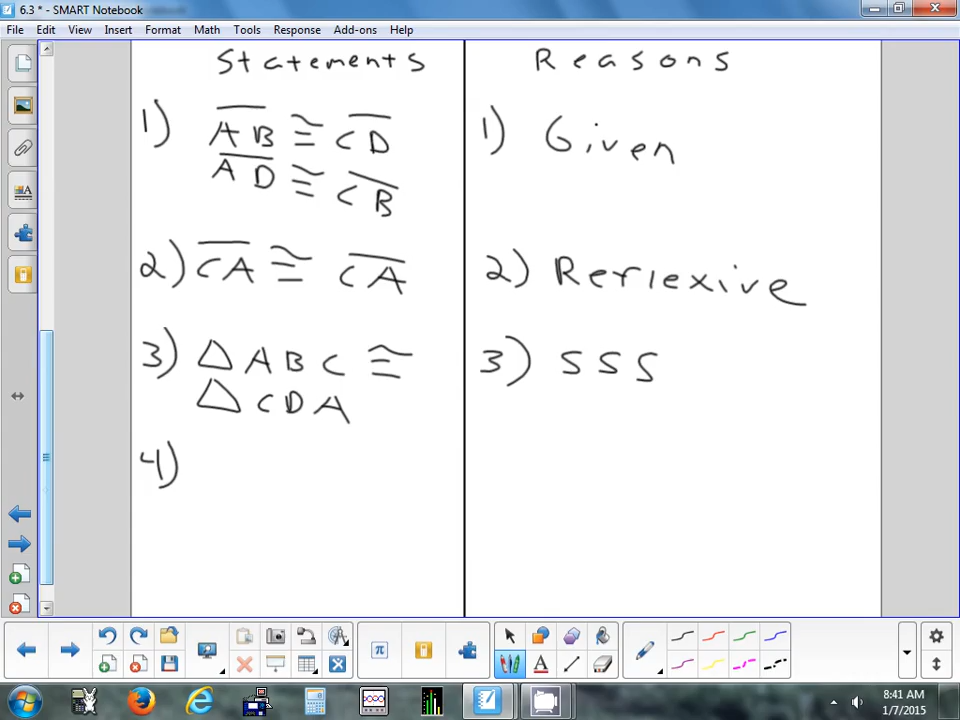 6.3 * - SMART Notebook
File Edit View Insert Format Math Tools Response Add-ons Help
Statements Reasons
1) AB ≅ CD 1) Given
AD ≅ CB
2) CA ≅ CA 2) Reflexive
3) △ABC ≅ 3) SSS
△CDA
4)
8:41 AM
1/7/2015